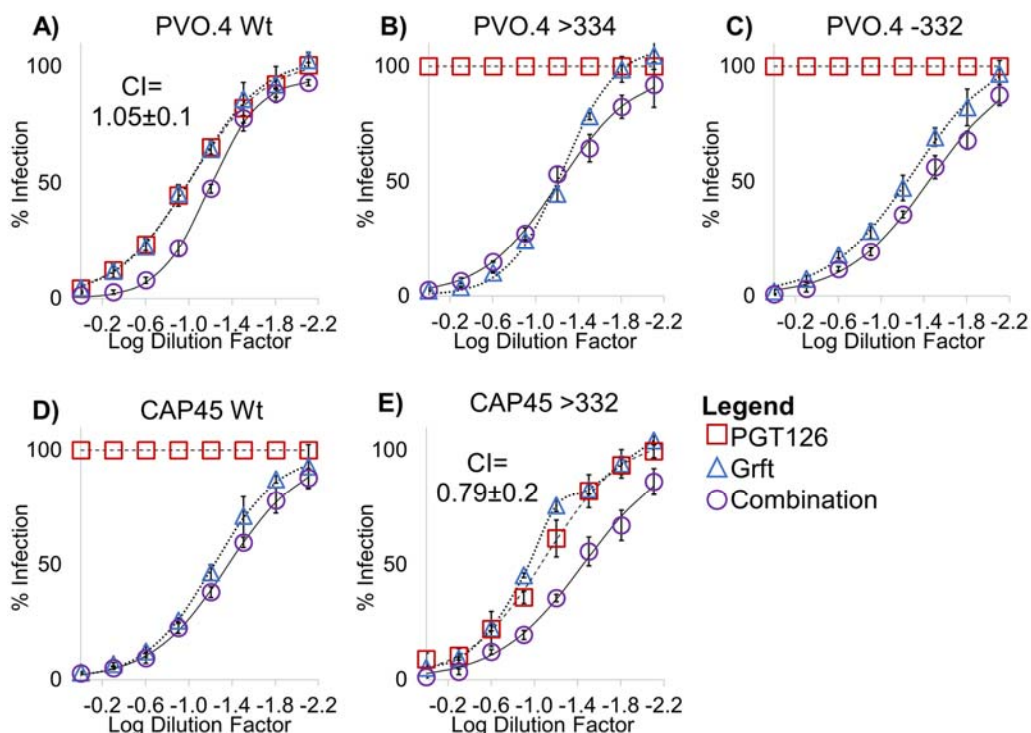 A) PVO.4 Wt
100
50
0
% Infection
CI=
1.05±0.1
-0.2 -0.6 -1.0 -1.4 -1.8 -2.2
Log Dilution Factor
B) PVO.4 >334
100
50
0
% Infection
-0.2 -0.6 -1.0 -1.4 -1.8 -2.2
Log Dilution Factor
C) PVO.4 -332
100
50
0
% Infection
-0.2 -0.6 -1.0 -1.4 -1.8 -2.2
Log Dilution Factor
D) CAP45 Wt
100
50
0
% Infection
-0.2 -0.6 -1.0 -1.4 -1.8 -2.2
Log Dilution Factor
E) CAP45 >332
100
50
0
% Infection
CI=
0.79±0.2
-0.2 -0.6 -1.0 -1.4 -1.8 -2.2
Log Dilution Factor
Legend
PGT126
Grft
Combination